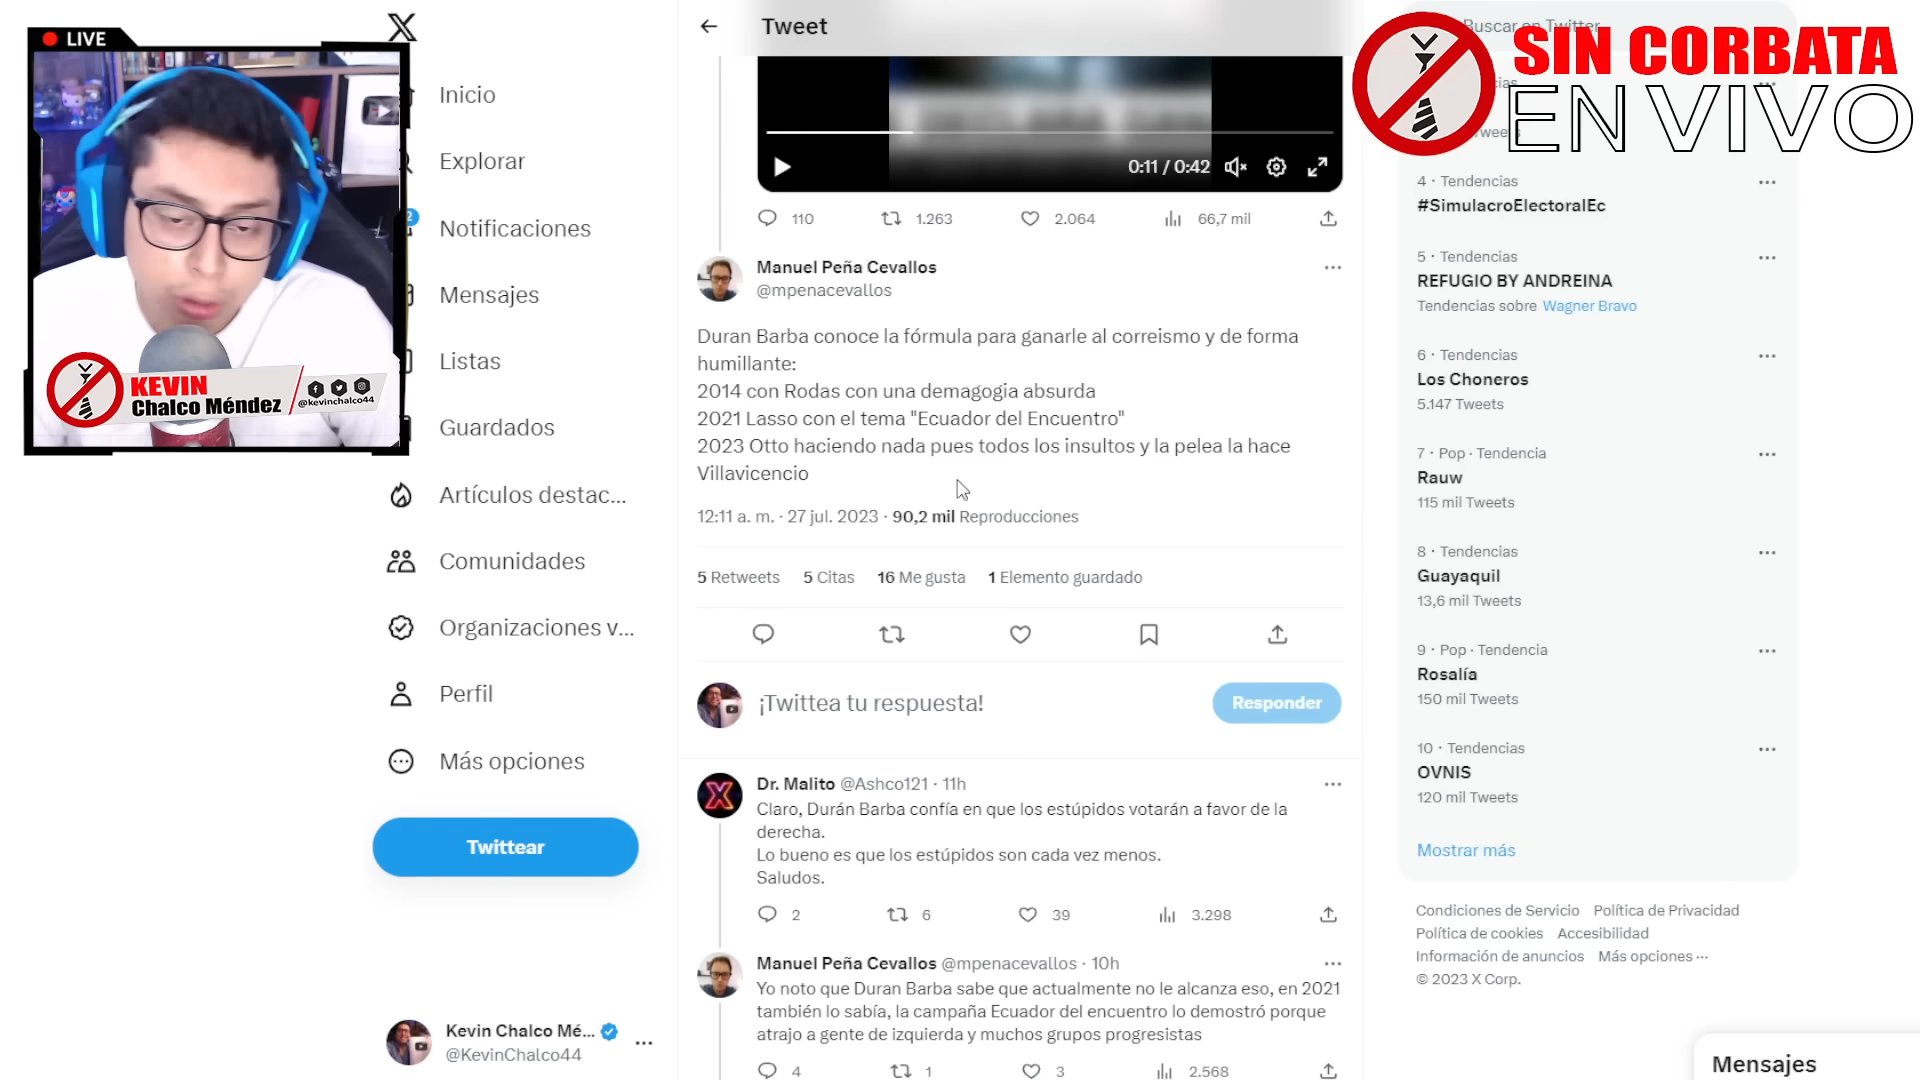 LIVE
SIN CORBATA
EN VIVO
KEVIN
Chalco Méndez
@kevinchalco44
Inicio
Explorar
2
Notificaciones
Mensajes
Listas
Guardados
Artículos destac...
Comunidades
Organizaciones v...
Perfil
Más opciones
Twittear
Kevin Chalco Mé...
@KevinChalco44
Tweet
0:11 / 0:42
110 1.263 2.064 66,7 mil
Manuel Peña Cevallos
@mpenacevallos
Duran Barba conoce la fórmula para ganarle al correismo y de forma
humillante:
2014 con Rodas con una demagogia absurda
2021 Lasso con el tema "Ecuador del Encuentro"
2023 Otto haciendo nada pues todos los insultos y la pelea la hace
Villavicencio
12:11 a. m. · 27 jul. 2023 · 90,2 mil Reproducciones
5 Retweets 5 Citas 16 Me gusta 1 Elemento guardado
¡Twittea tu respuesta!
Responder
Dr. Malito @Ashco121 · 11h
Claro, Durán Barba confía en que los estúpidos votarán a favor de la
derecha.
Lo bueno es que los estúpidos son cada vez menos.
Saludos.
2 6 39 3.298
Manuel Peña Cevallos @mpenacevallos · 10h
Yo noto que Duran Barba sabe que actualmente no le alcanza eso, en 2021
también lo sabía, la campaña Ecuador del encuentro lo demostró porque
atrajo a gente de izquierda y muchos grupos progresistas
4 1 3 2.568
Buscar en Twitter
4 · Tendencias
#SimulacroElectoralEc
5 · Tendencias
REFUGIO BY ANDREINA
Tendencias sobre Wagner Bravo
6 · Tendencias
Los Choneros
5.147 Tweets
7 · Pop · Tendencia
Rauw
115 mil Tweets
8 · Tendencias
Guayaquil
13,6 mil Tweets
9 · Pop · Tendencia
Rosalía
150 mil Tweets
10 · Tendencias
OVNIS
120 mil Tweets
Mostrar más
Condiciones de Servicio Política de Privacidad
Política de cookies Accesibilidad
Información de anuncios Más opciones ···
© 2023 X Corp.
Mensajes